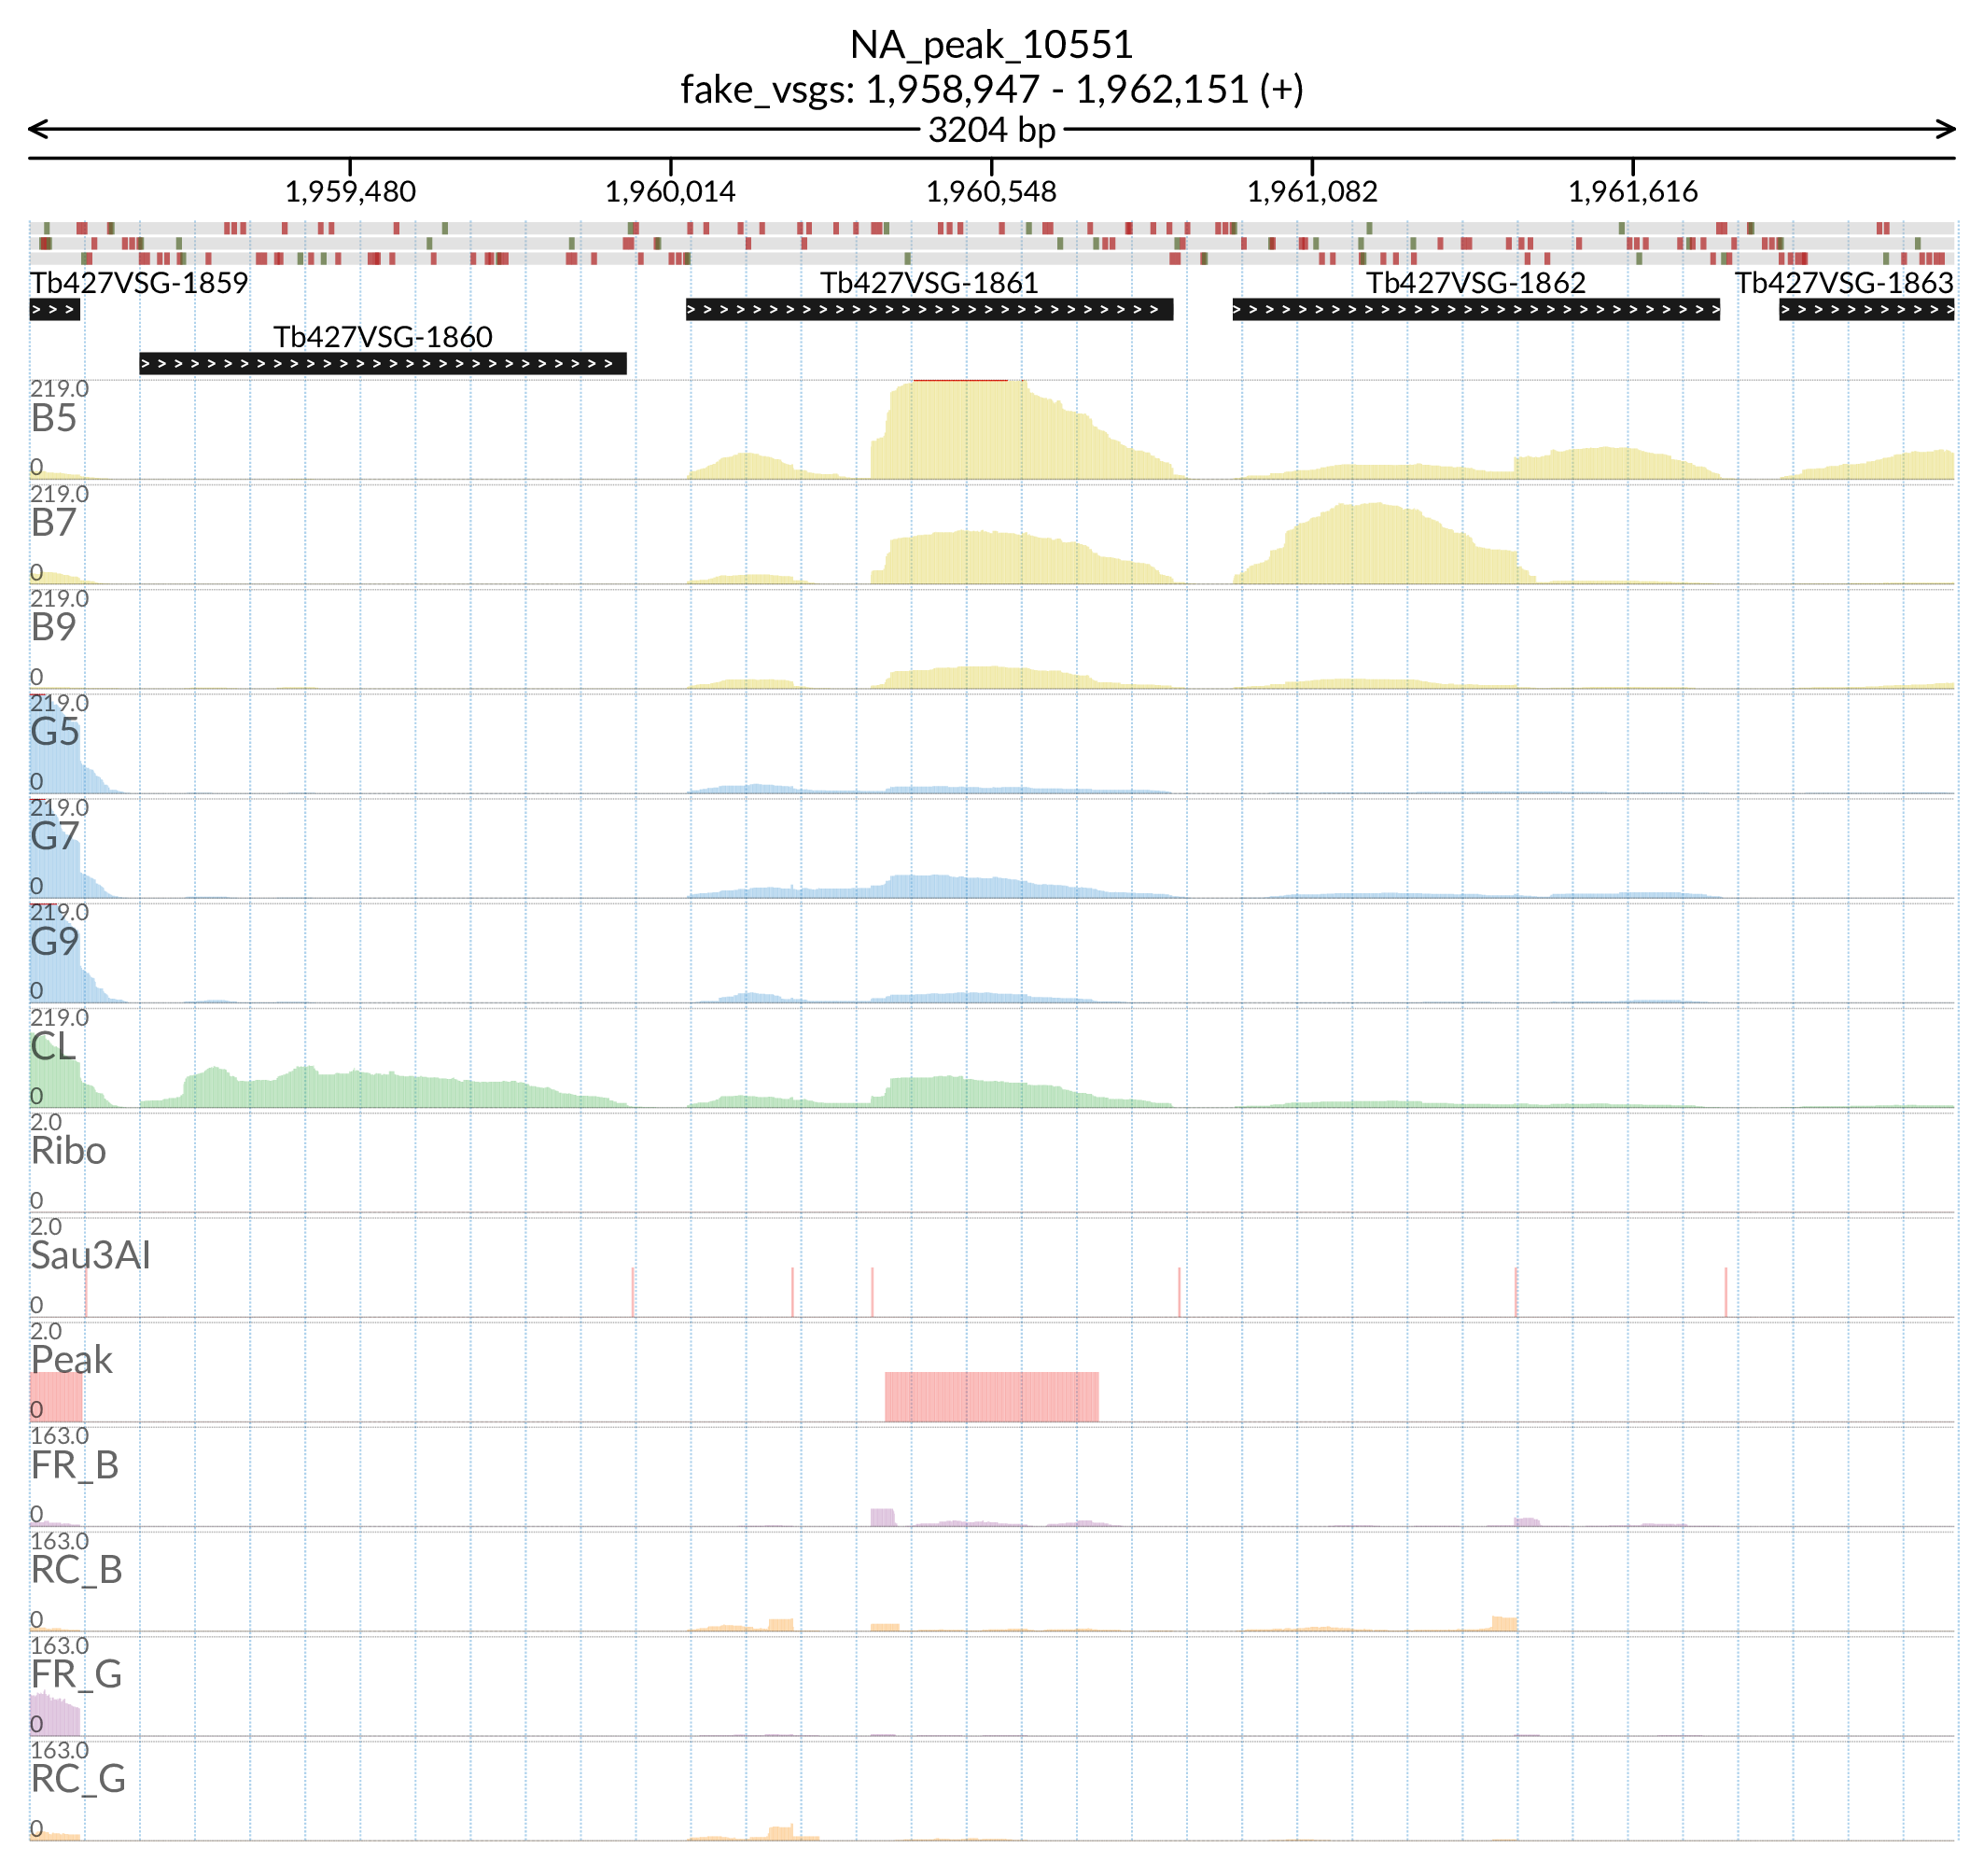 NA_peak_10551
fake_vsgs: 1,958,947 - 1,962,151 (+)
3204 bp
1,959,480 1,960,014 1,960,548 1,961,082 1,961,616
Tb427VSG-1859 Tb427VSG-1861 Tb427VSG-1862 Tb427VSG-1863
Tb427VSG-1860
219.0
B5
0
219.0
B7
0
219.0
B9
0
219.0
G5
0
219.0
G7
0
219.0
G9
0
219.0
CL
0
2.0
Ribo
0
2.0
Sau3AI
0
2.0
Peak
0
163.0
FR_B
0
163.0
RC_B
0
163.0
FR_G
0
163.0
RC_G
0